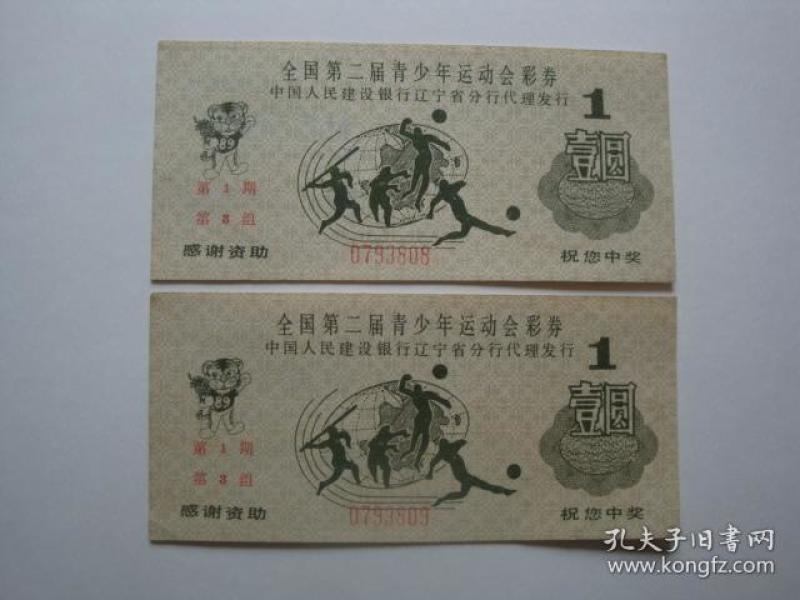 全国第二届青少年运动会彩券
中国人民建设银行辽宁省分行代理发行
1
89
壹圆
第1期
第3组
0793808
感谢资助
祝您中奖
全国第二届青少年运动会彩券
中国人民建设银行辽宁省分行代理发行
1
89
壹圆
第1期
第3组
0793809
感谢资助
祝您中奖
孔夫子旧書网
www.kongfz.com